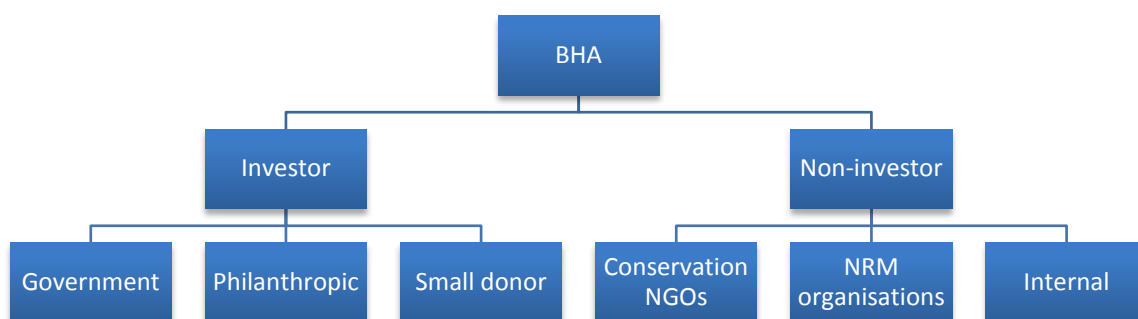 BHA
Investor
Non-investor
Government
Philanthropic
Small donor
Conservation
NGOs
NRM
organisations
Internal